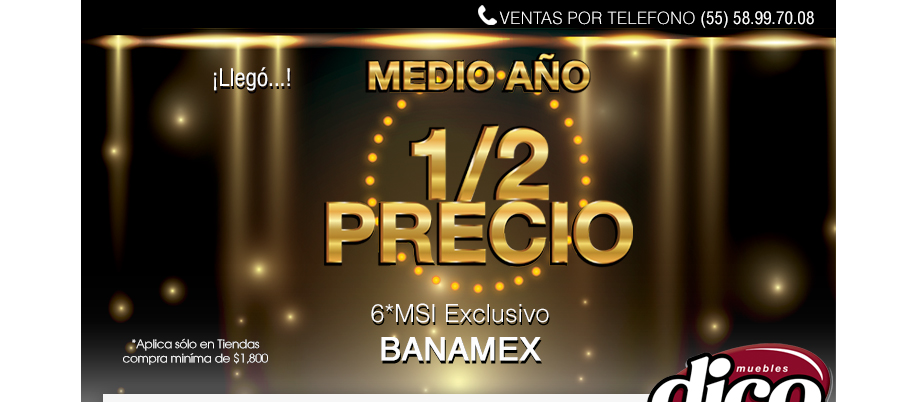 VENTAS POR TELEFONO (55) 58.99.70.08
¡Llegó...!
MEDIO AÑO
1/2
PRECIO
6*MSI Exclusivo
BANAMEX
*Aplica sólo en Tiendas
compra miníma de $1,800
muebles
dico